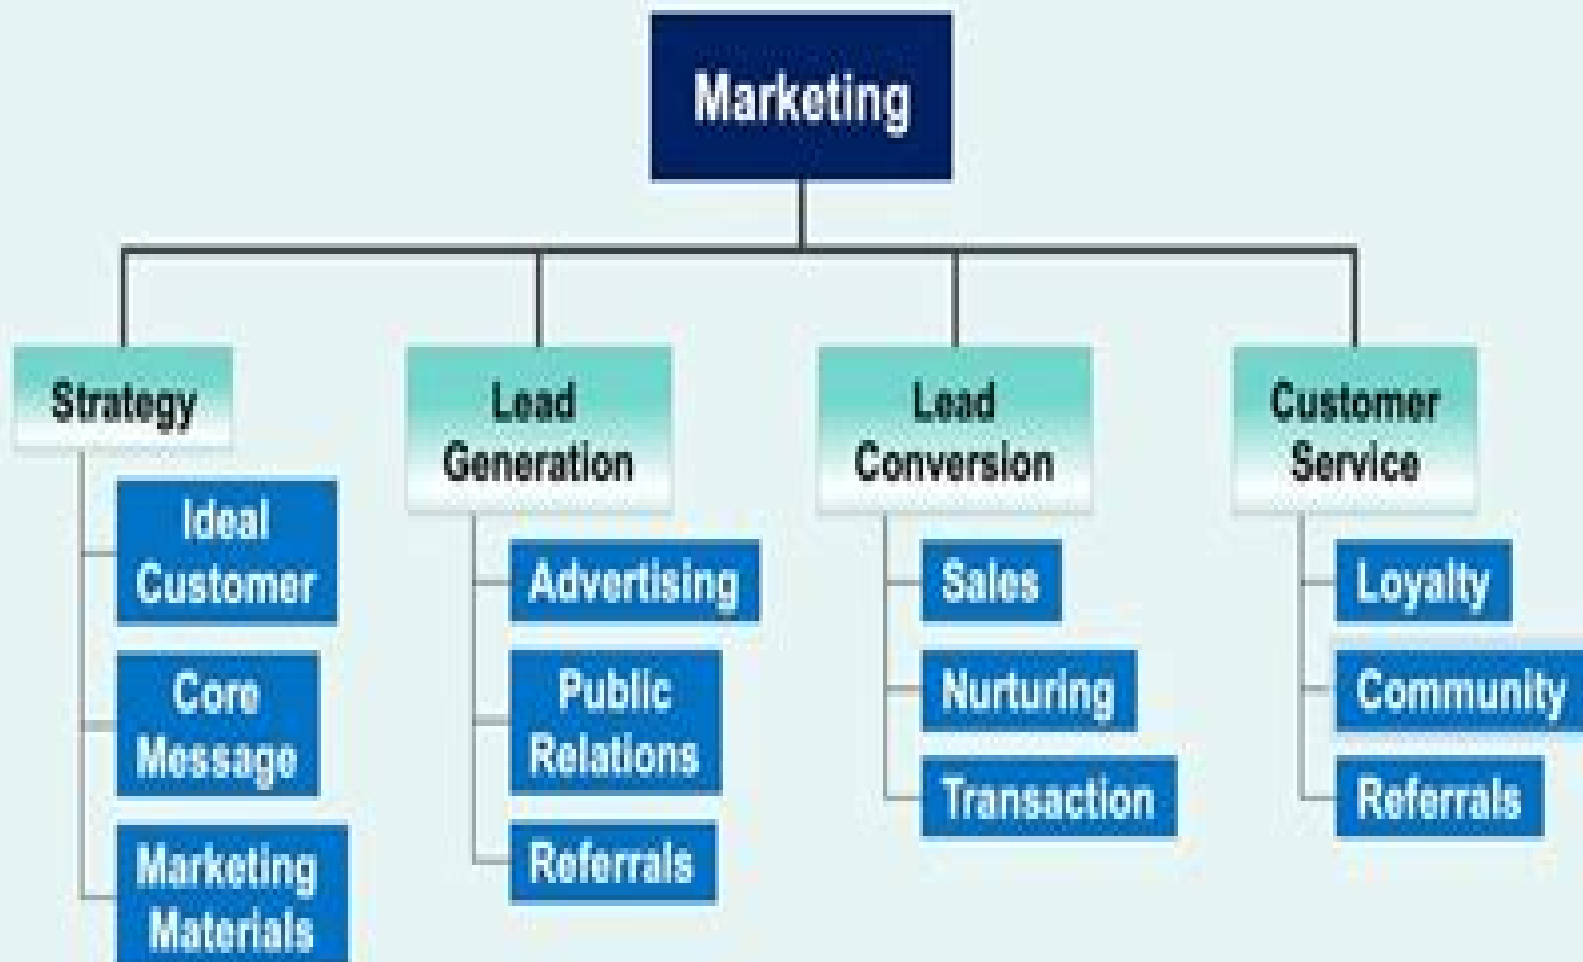 Marketing
Strategy
Ideal
Customer
Core
Message
Marketing
Materials
Lead
Generation
Advertising
Public
Relations
Referrals
Lead
Conversion
Sales
Nurturing
Transaction
Customer
Service
Loyalty
Community
Referrals